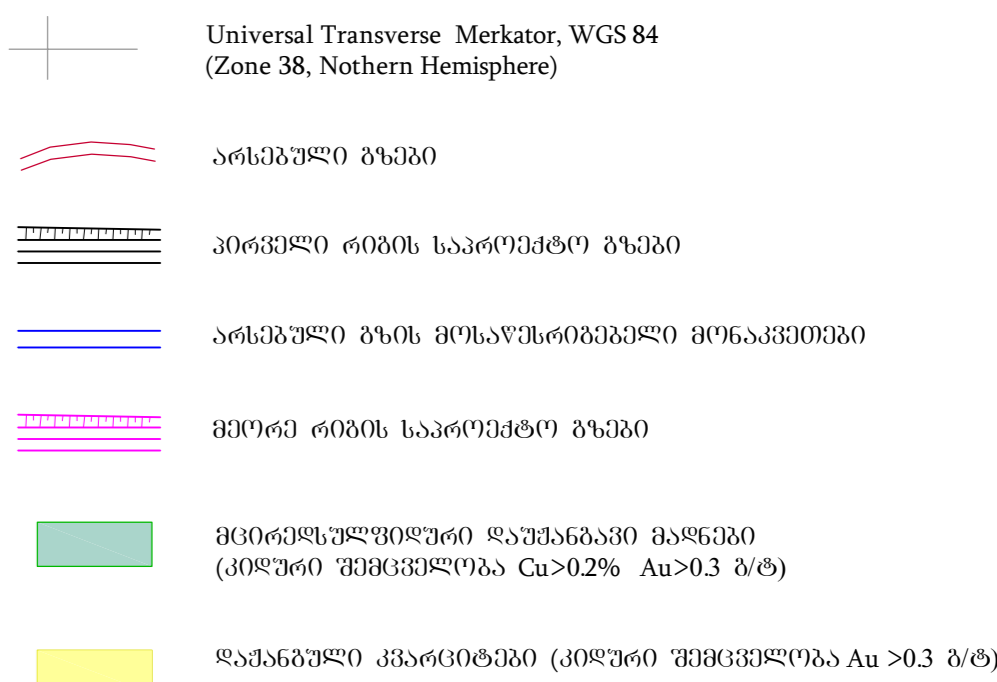 Universal Transverse Merkator, WGS 84
(Zone 38, Nothern Hemisphere)
არსებული გზები
პირველი რიგის საპროექტო გზები
არსებული გზის მოსაწესრიგებელი მონაკვეთები
მეორე რიგის საპროექტო გზები
მცირედსულფიდური დაუჟანგავი მადნები
(კიდური შემცველობა Cu>0.2% Au>0.3 გ/ტ)
დაჟანგული კვარციტები (კიდური შემცველობა Au >0.3 გ/ტ)